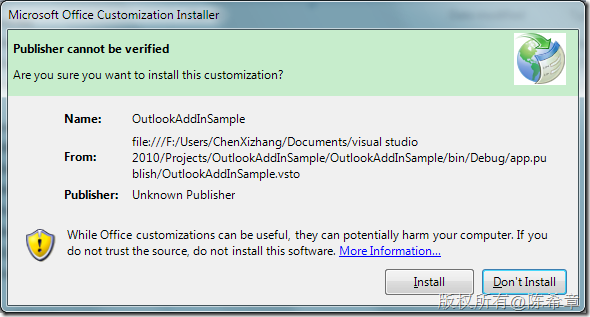 Microsoft Office Customization Installer
Publisher cannot be verified
Are you sure you want to install this customization?
Name: OutlookAddInSample
From: file:///F:/Users/ChenXizhang/Documents/visual studio
2010/Projects/OutlookAddInSample/OutlookAddInSample/bin/Debug/app.pu
blish/OutlookAddInSample.vsto
Publisher: Unknown Publisher
While Office customizations can be useful, they can potentially harm your computer. If you
do not trust the source, do not install this software. More Information...
Install Don't Install
版权所有@陈希章